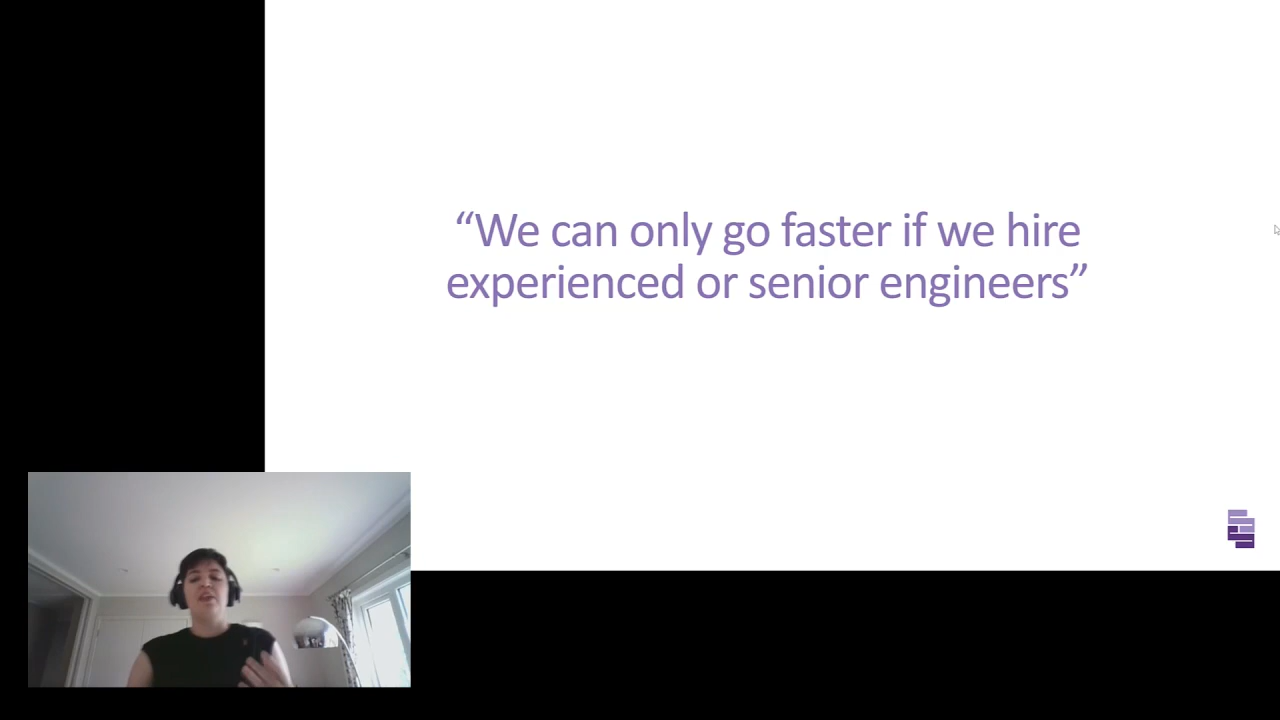 “We can only go faster if we hire
experienced or senior engineers”